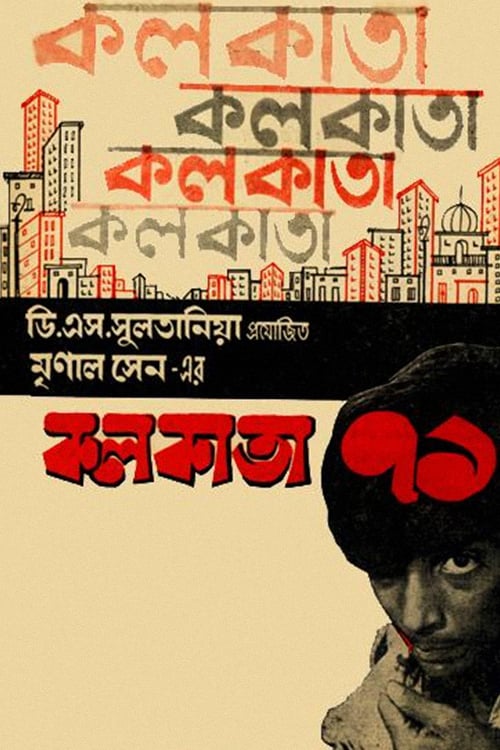 কলকাতা
কলকাতা
কলকাতা
কলকাতা
ডি.এস.সুলতানিয়া প্রযোজিত
মৃণাল সেন-এর
কলকাতা ৭১